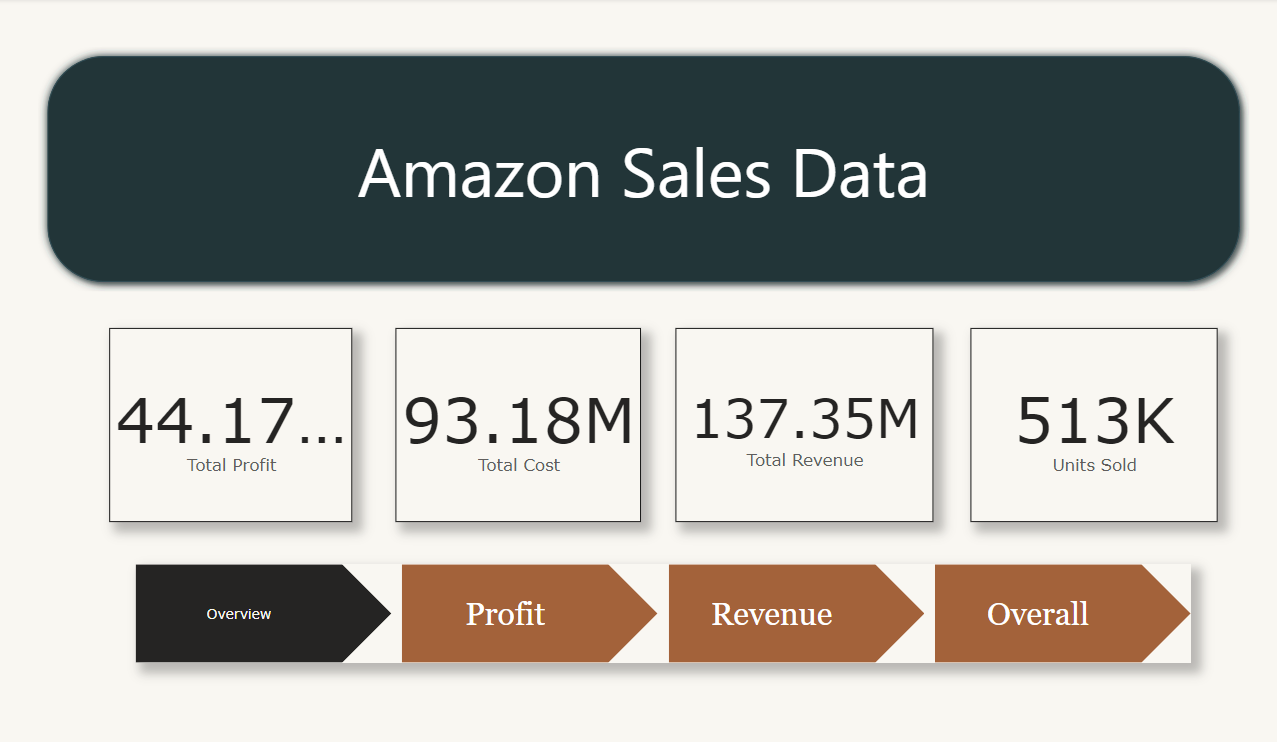 Amazon Sales Data
44.17...
Total Profit
93.18M
Total Cost
137.35M
Total Revenue
513K
Units Sold
Overview
Profit
Revenue
Overall